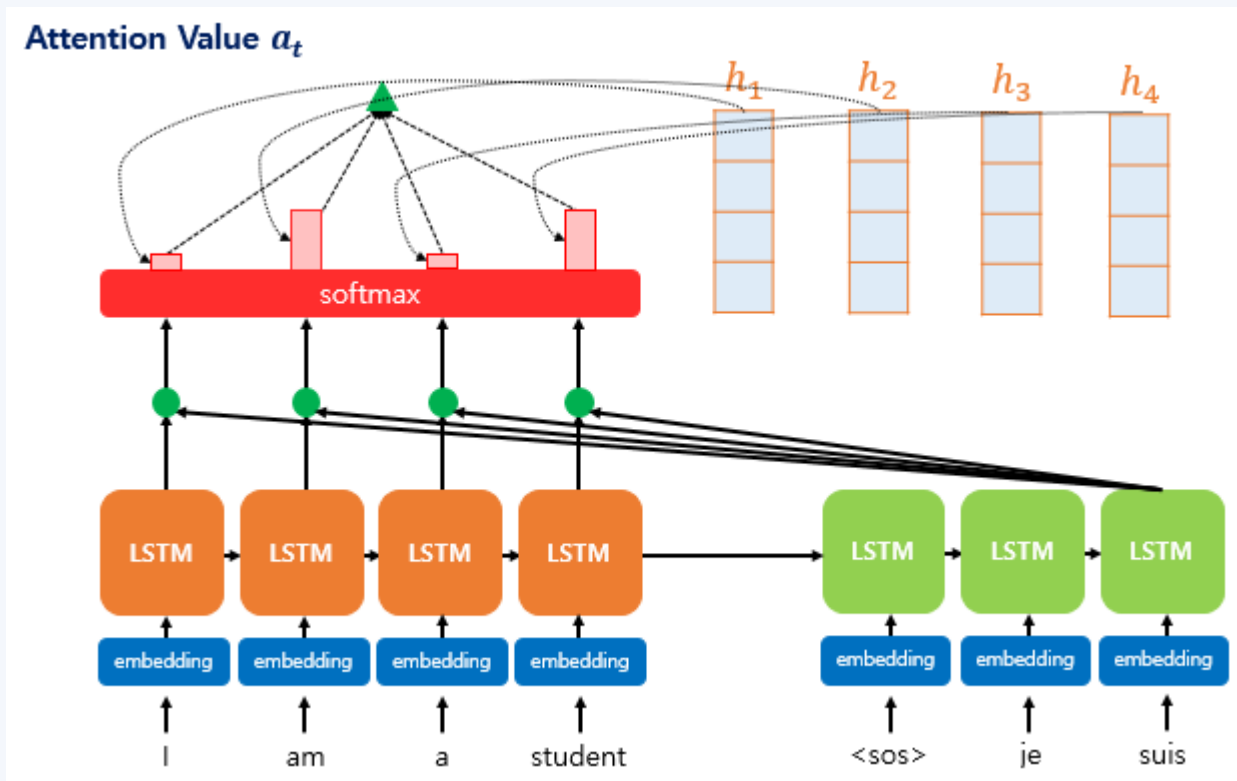 Attention Value a_t
h_1 h_2 h_3 h_4
softmax
LSTM LSTM LSTM LSTM LSTM LSTM LSTM
embedding embedding embedding embedding embedding embedding embedding
I am a student <sos> je suis